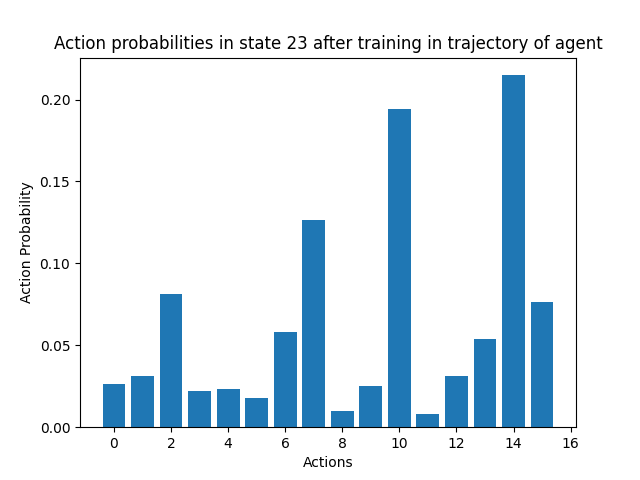 Action probabilities in state 23 after training in trajectory of agent
0.20
0.15
0.10
0.05
0.00
Action Probability
0 2 4 6 8 10 12 14 16
Actions